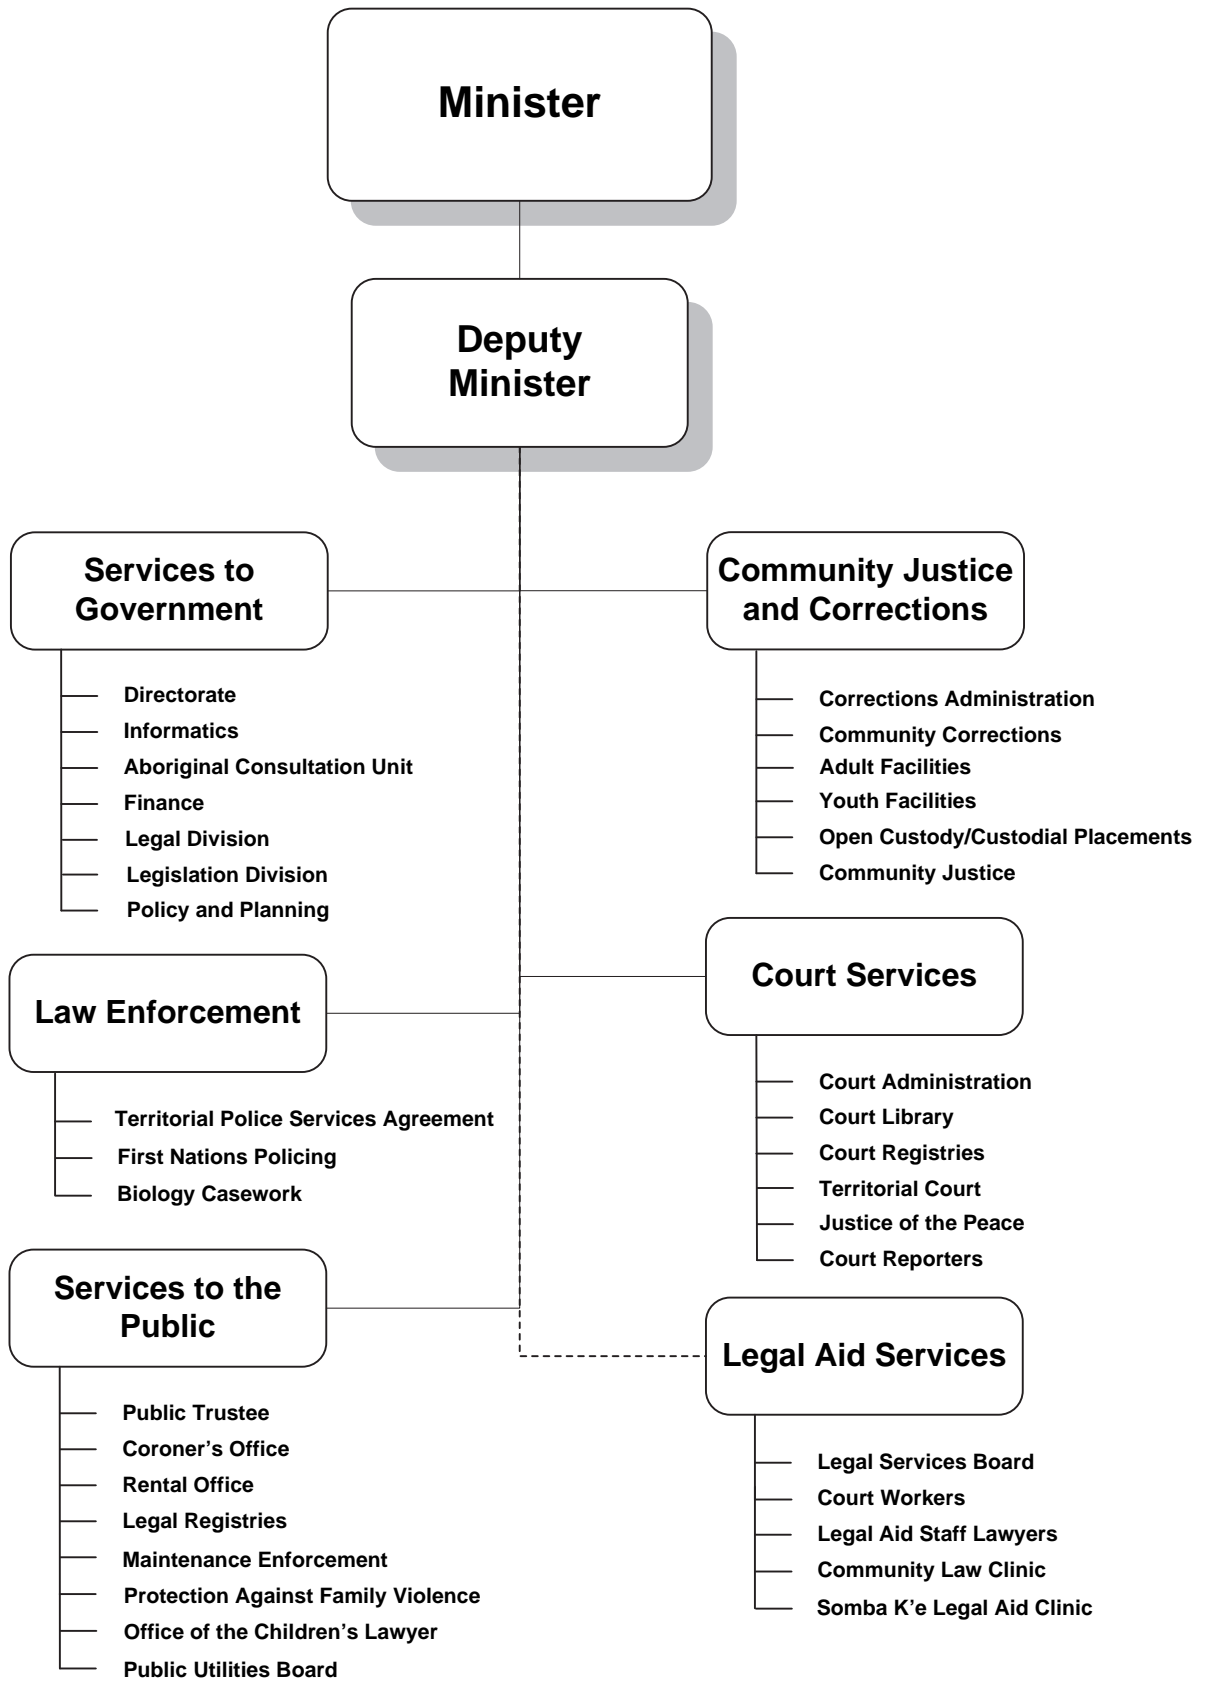 Minister
Deputy
Minister
Services to
Government
Directorate
Informatics
Aboriginal Consultation Unit
Finance
Legal Division
Legislation Division
Policy and Planning
Community Justice
and Corrections
Corrections Administration
Community Corrections
Adult Facilities
Youth Facilities
Open Custody/Custodial Placements
Community Justice
Law Enforcement
Territorial Police Services Agreement
First Nations Policing
Biology Casework
Court Services
Court Administration
Court Library
Court Registries
Territorial Court
Justice of the Peace
Court Reporters
Services to the
Public
Public Trustee
Coroner’s Office
Rental Office
Legal Registries
Maintenance Enforcement
Protection Against Family Violence
Office of the Children’s Lawyer
Public Utilities Board
Legal Aid Services
Legal Services Board
Court Workers
Legal Aid Staff Lawyers
Community Law Clinic
Somba K’e Legal Aid Clinic